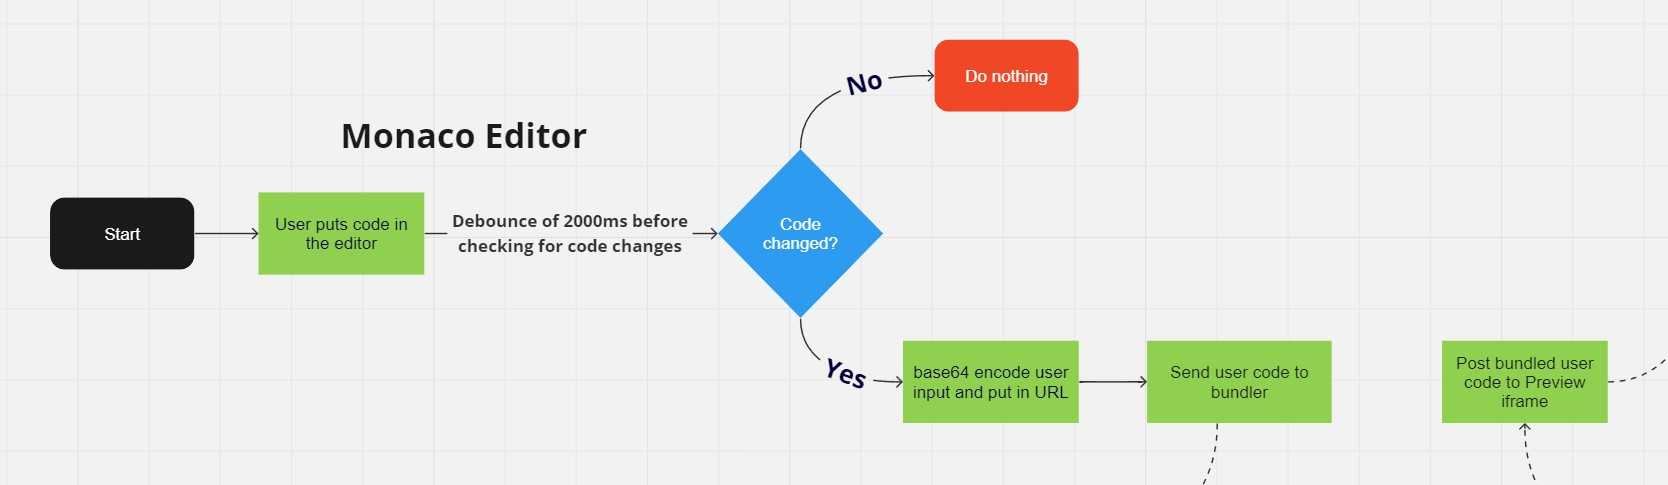 Do nothing
No
Monaco Editor
Start
User puts code in
the editor
Debounce of 2000ms before
checking for code changes
Code
changed?
Yes
base64 encode user
input and put in URL
Send user code to
bundler
Post bundled user
code to Preview
iframe